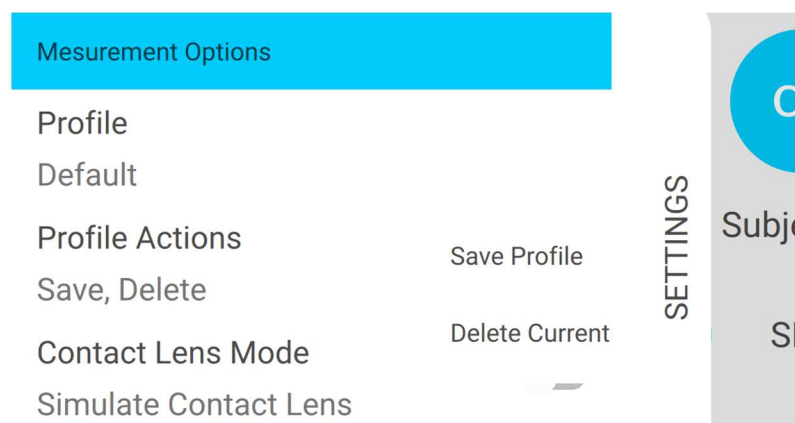 Mesurement Options
Profile
Default
Profile Actions
Save, Delete
Save Profile
Delete Current
Contact Lens Mode
Simulate Contact Lens
SETTINGS